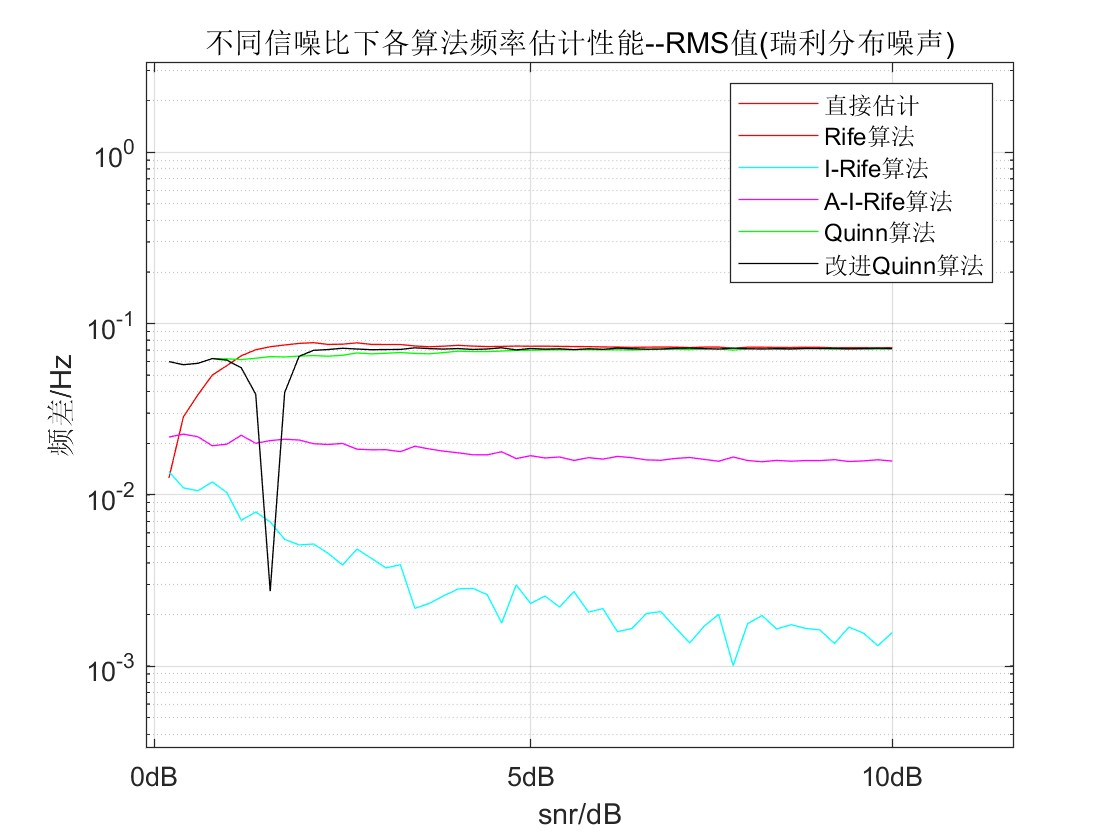 不同信噪比下各算法频率估计性能--RMS值(瑞利分布噪声)
直接估计
Rife算法
I-Rife算法
A-I-Rife算法
Quinn算法
改进Quinn算法
10⁰
10⁻¹
10⁻²
10⁻³
频差/Hz
0dB
5dB
10dB
snr/dB